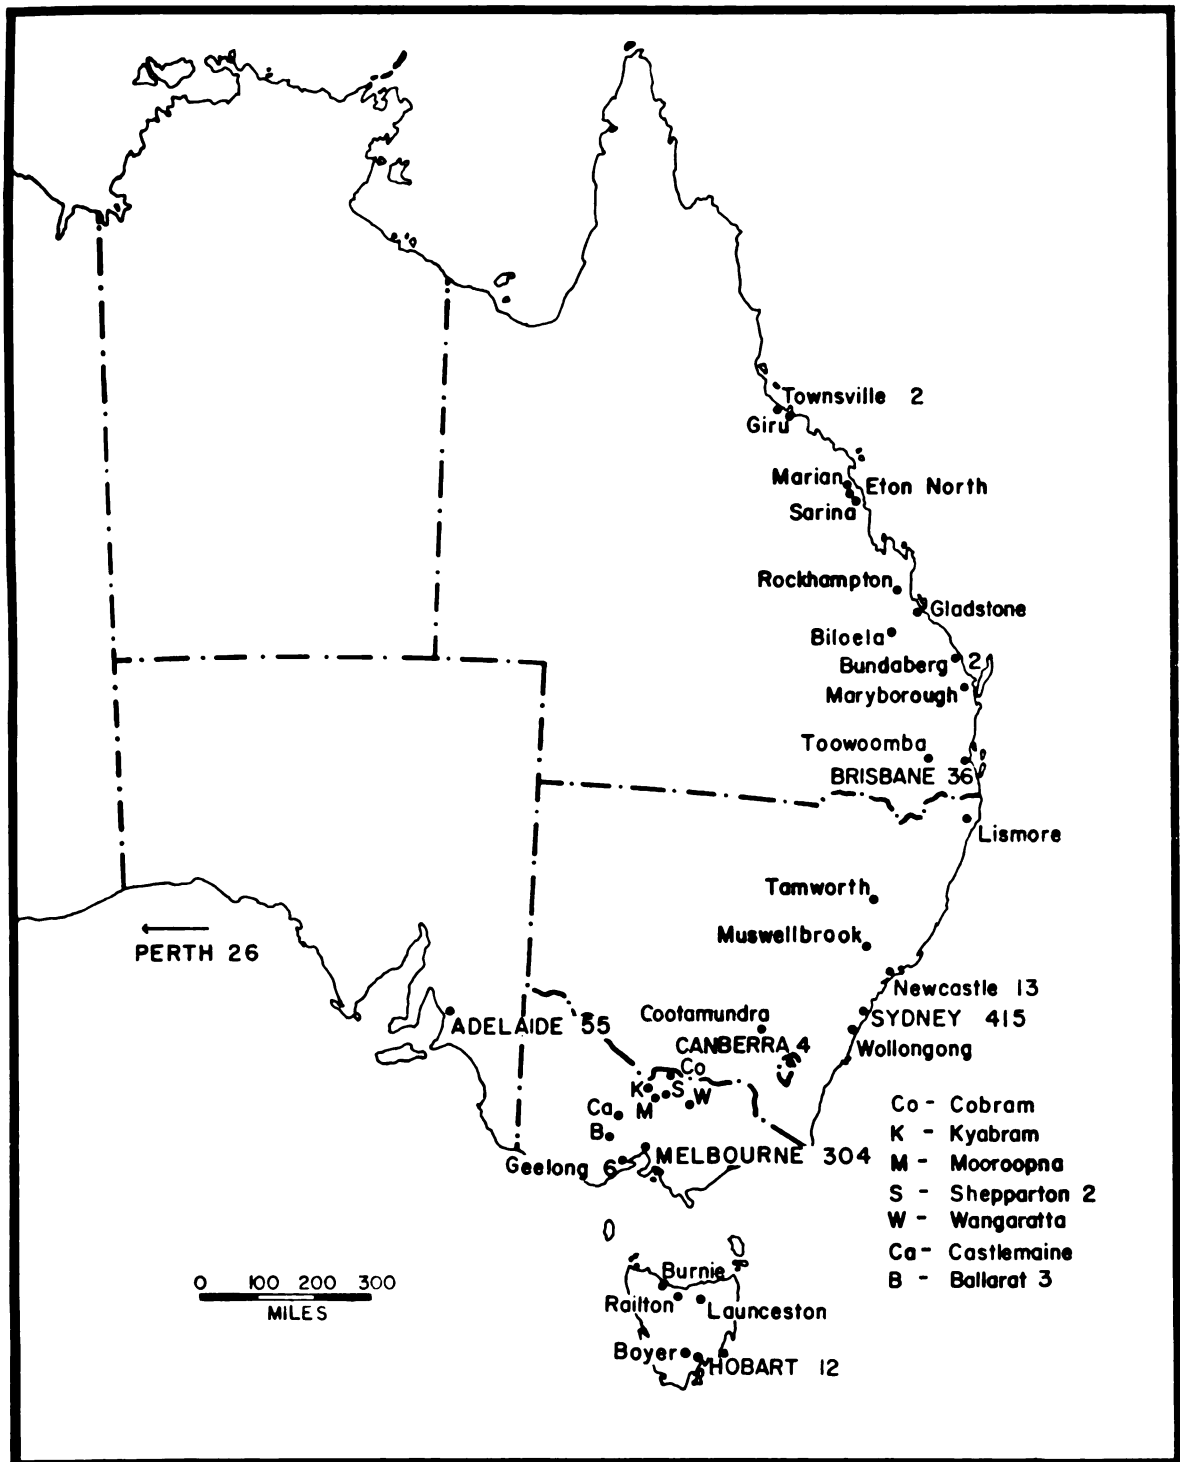 Townsville 2
Giru
Marian
Eton North
Sarina
Rockhampton
Gladstone
Biloela
Bundaberg 2
Maryborough
Toowoomba
BRISBANE 36
Lismore
Tamworth
PERTH 26
Muswellbrook
Newcastle 13
Cootamundra
SYDNEY 415
ADELAIDE 55
CANBERRA 4
Wollongong
Co
K
S
W
M
Ca
B
MELBOURNE 304
Geelong 6
Co - Cobram
K - Kyabram
M - Mooroopna
S - Shepparton 2
W - Wangaratta
Ca - Castlemaine
B - Ballarat 3
0 100 200 300
MILES
Burnie
Railton
Launceston
Boyer
HOBART 12